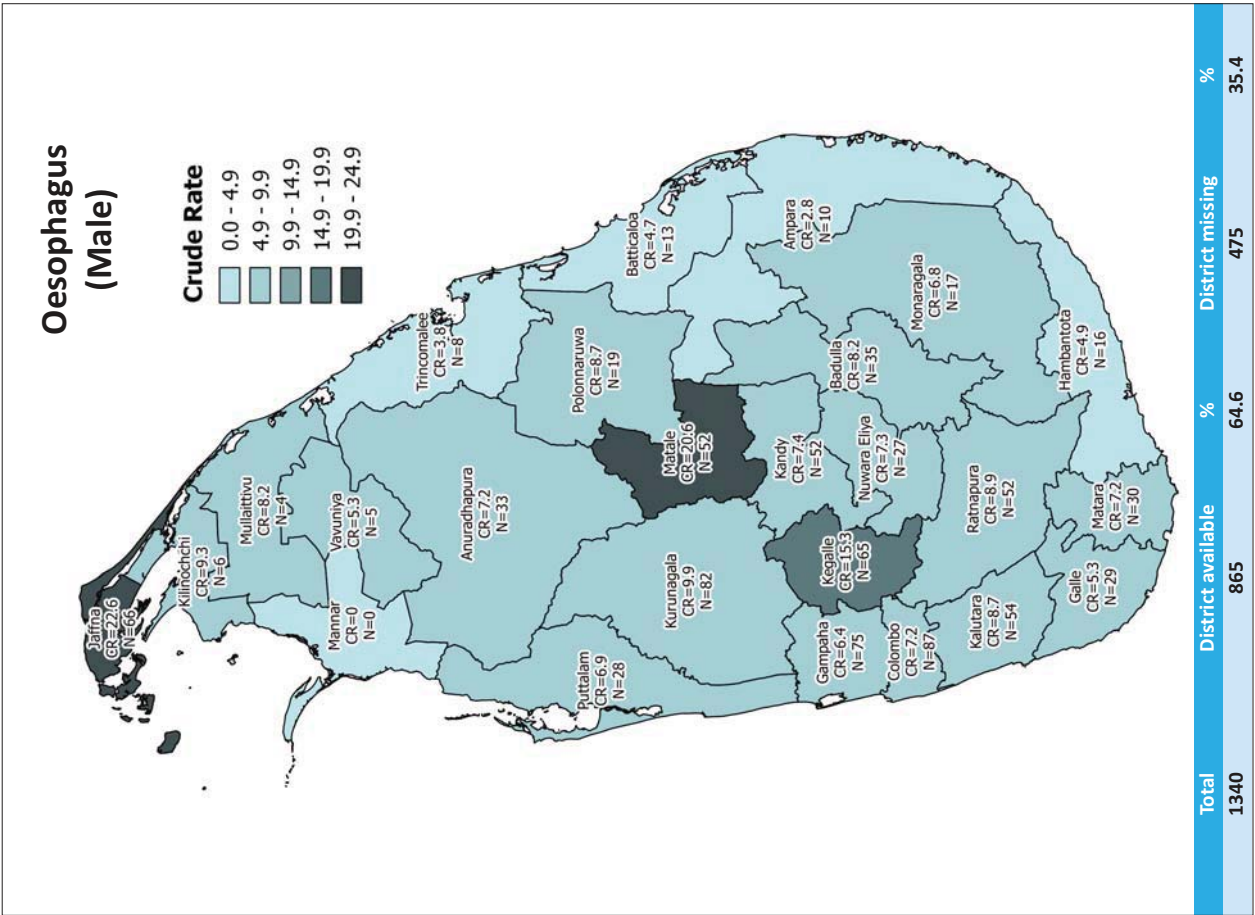 Oesophagus
(Male)
Crude Rate
0.0 - 4.9
4.9 - 9.9
9.9 - 14.9
14.9 - 19.9
19.9 - 24.9
Jaffna
CR=22.6
N=66
Kilinochchi
CR=9.3
N=6
Mullaittivu
CR=8.2
N=4
Mannar
CR=0
N=0
Vavuniya
CR=5.3
N=5
Trincomalee
CR=3.8
N=8
Anuradhapura
CR=7.2
N=33
Puttalam
CR=6.9
N=28
Polonnaruwa
CR=8.7
N=19
Batticaloa
CR=4.7
N=13
Kurunagala
CR=9.9
N=82
Matale
CR=20.6
N=52
Kandy
CR=7.4
N=52
Ampara
CR=2.8
N=10
Gampaha
CR=6.4
N=75
Kegalle
CR=15.3
N=65
Nuwara Eliya
CR=7.3
N=27
Badulla
CR=8.2
N=35
Monaragala
CR=6.8
N=17
Colombo
CR=7.2
N=87
Kalutara
CR=8.7
N=54
Ratnapura
CR=8.9
N=52
Hambantota
CR=4.9
N=16
Galle
CR=5.3
N=29
Matara
CR=7.2
N=30
Total District available % District missing %
1340 865 64.6 475 35.4